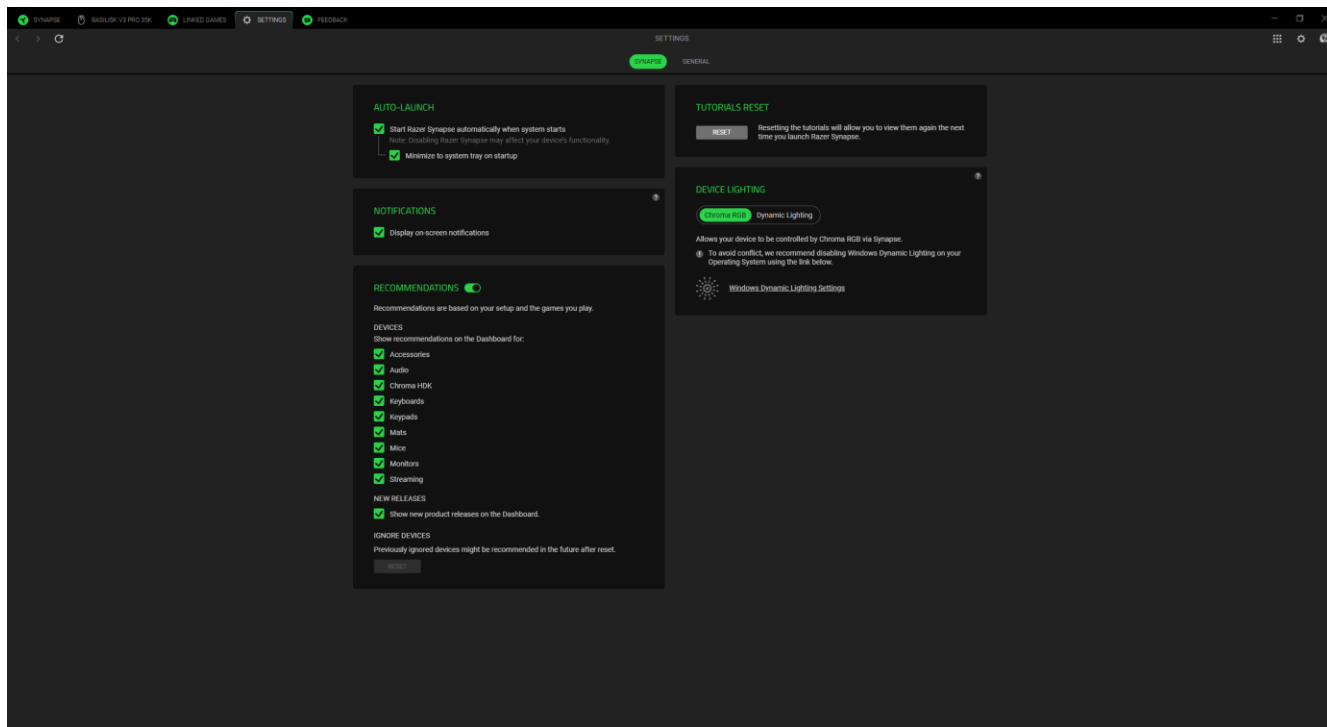 SYNAPSE
BASILISK V3 PRO 35K
LINKED GAMES
SETTINGS
FEEDBACK
SETTINGS
SYNAPSE
GENERAL
AUTO-LAUNCH
Start Razer Synapse automatically when system starts
Note: Disabling Razer Synapse may affect your device's functionality.
Minimize to system tray on startup
NOTIFICATIONS
Display on-screen notifications
RECOMMENDATIONS
Recommendations are based on your setup and the games you play.
DEVICES
Show recommendations on the Dashboard for:
Accessories
Audio
Chroma HDK
Keyboards
Keypads
Mats
Mice
Monitors
Streaming
NEW RELEASES
Show new product releases on the Dashboard.
IGNORE DEVICES
Previously ignored devices might be recommended in the future after reset.
RESET
TUTORIALS RESET
RESET
Resetting the tutorials will allow you to view them again the next
time you launch Razer Synapse.
DEVICE LIGHTING
Chroma RGB
Dynamic Lighting
Allows your device to be controlled by Chroma RGB via Synapse.
To avoid conflict, we recommend disabling Windows Dynamic Lighting on your
Operating System using the link below.
Windows Dynamic Lighting Settings